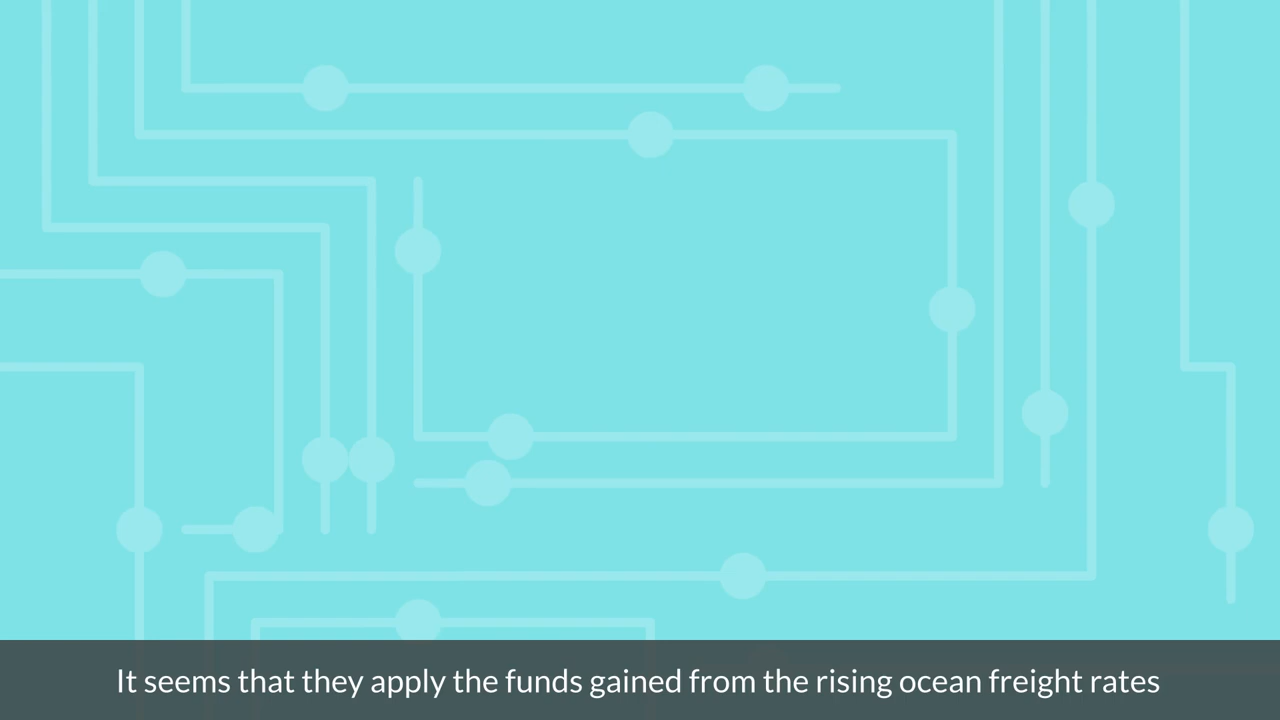 It seems that they apply the funds gained from the rising ocean freight rates